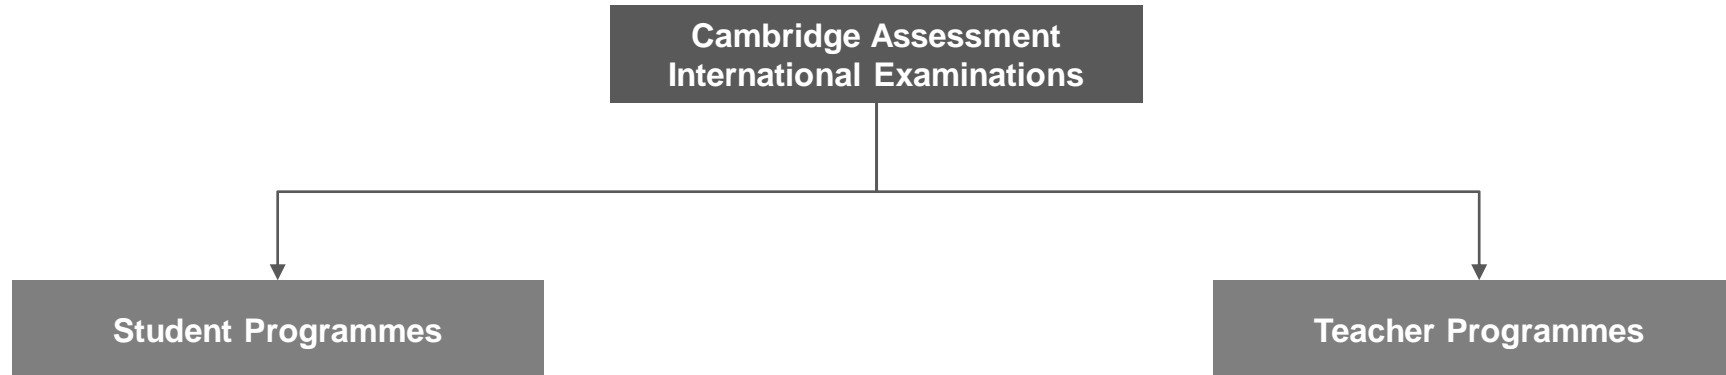 Cambridge Assessment
International Examinations
Student Programmes
Teacher Programmes